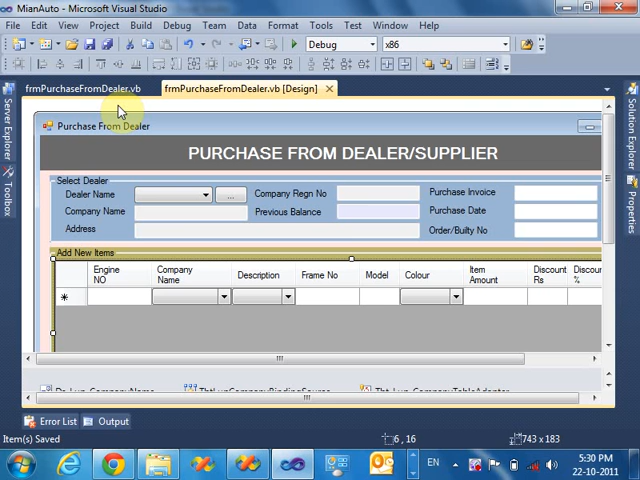 MianAuto - Microsoft Visual Studio
File Edit View Project Build Debug Team Data Format Tools Test Window Help
Debug x86
frmPurchaseFromDealer.vb frmPurchaseFromDealer.vb [Design]
Server Explorer
Toolbox
Solution Explorer
Properties
Purchase From Dealer
PURCHASE FROM DEALER/SUPPLIER
Select Dealer
Dealer Name ... Company Regn No Purchase Invoice
Company Name Previous Balance Purchase Date
Address Order/Builty No
Add New Items
Engine NO Company Name Description Frame No Model Colour Item Amount Discount Rs Discou %
TbtLupCompanyBindingSource
Error List Output
Item(s) Saved 6 , 16 743 x 183
EN 5:30 PM
22-10-2011